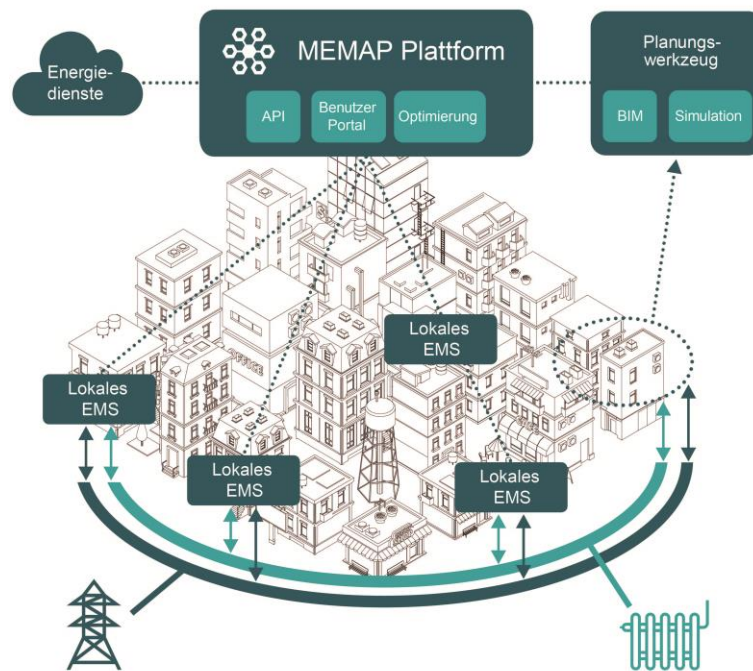 Energie-
dienste
MEMAP Plattform
API
Benutzer
Portal
Optimierung
Planungs-
werkzeug
BIM
Simulation
OFFICE
Lokales
EMS
Lokales
EMS
Lokales
EMS
Lokales
EMS